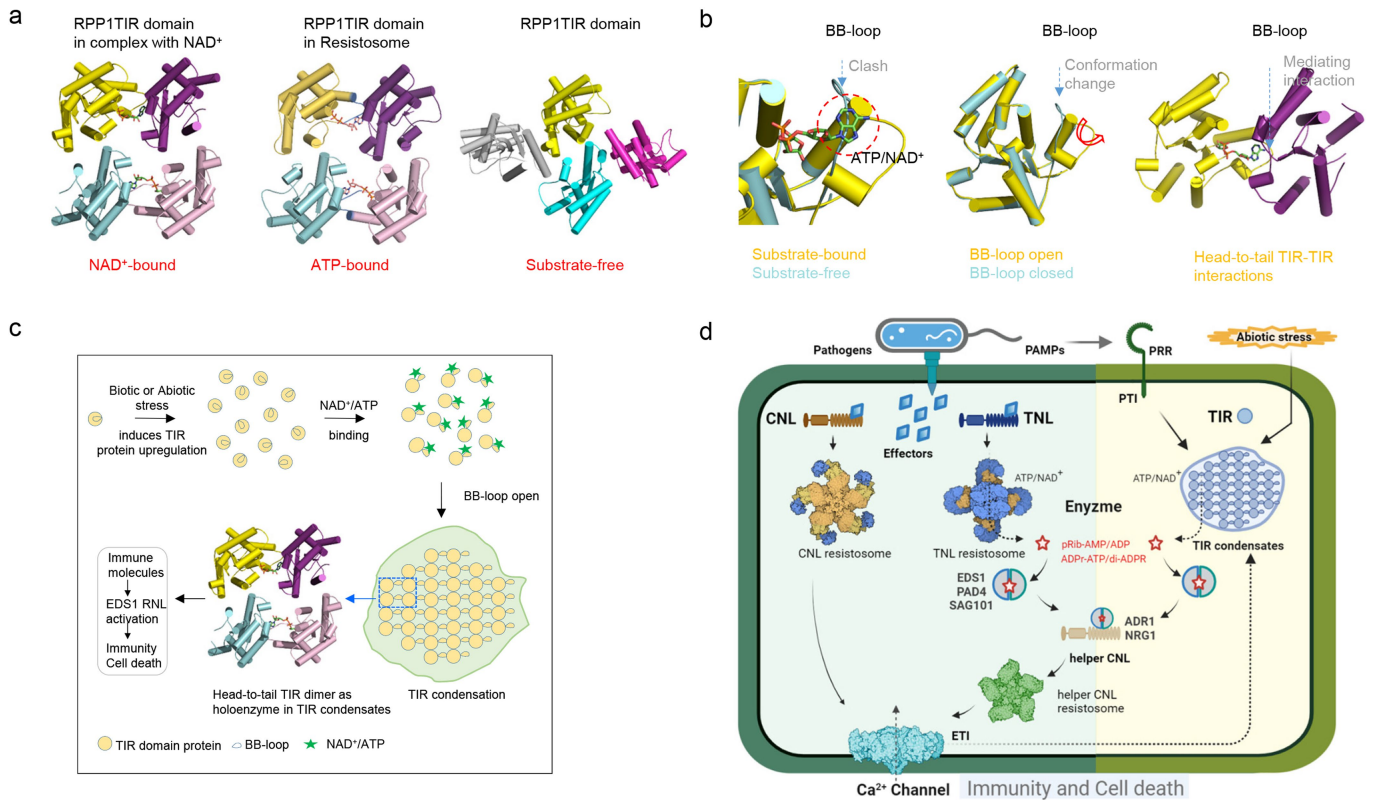 a
RPP1TIR domain
in complex with NAD⁺
RPP1TIR domain
in Resistosome
RPP1TIR domain
NAD⁺-bound
ATP-bound
Substrate-free
b
BB-loop
Clash
ATP/NAD⁺
Substrate-bound
Substrate-free
BB-loop
Conformation
change
BB-loop open
BB-loop closed
BB-loop
Mediating
interaction
Head-to-tail TIR-TIR
interactions
c
Biotic or Abiotic
stress
induces TIR
protein upregulation
NAD⁺/ATP
binding
BB-loop open
Immune
molecules
EDS1 RNL
activation
Immunity
Cell death
Head-to-tail TIR dimer as
holoenzyme in TIR condensates
TIR condensation
TIR domain protein
BB-loop
NAD⁺/ATP
d
Pathogens
PAMPs
PRR
Abiotic stress
PTI
CNL
Effectors
TNL
TIR
ATP/NAD⁺
ATP/NAD⁺
Enyzme
CNL resistosome
TNL resistosome
pRib-AMP/ADP
ADPr-ATP/di-ADPR
TIR condensates
EDS1
PAD4
SAG101
ADR1
NRG1
helper CNL
helper CNL
resistosome
ETI
Ca²⁺ Channel
Immunity and Cell death